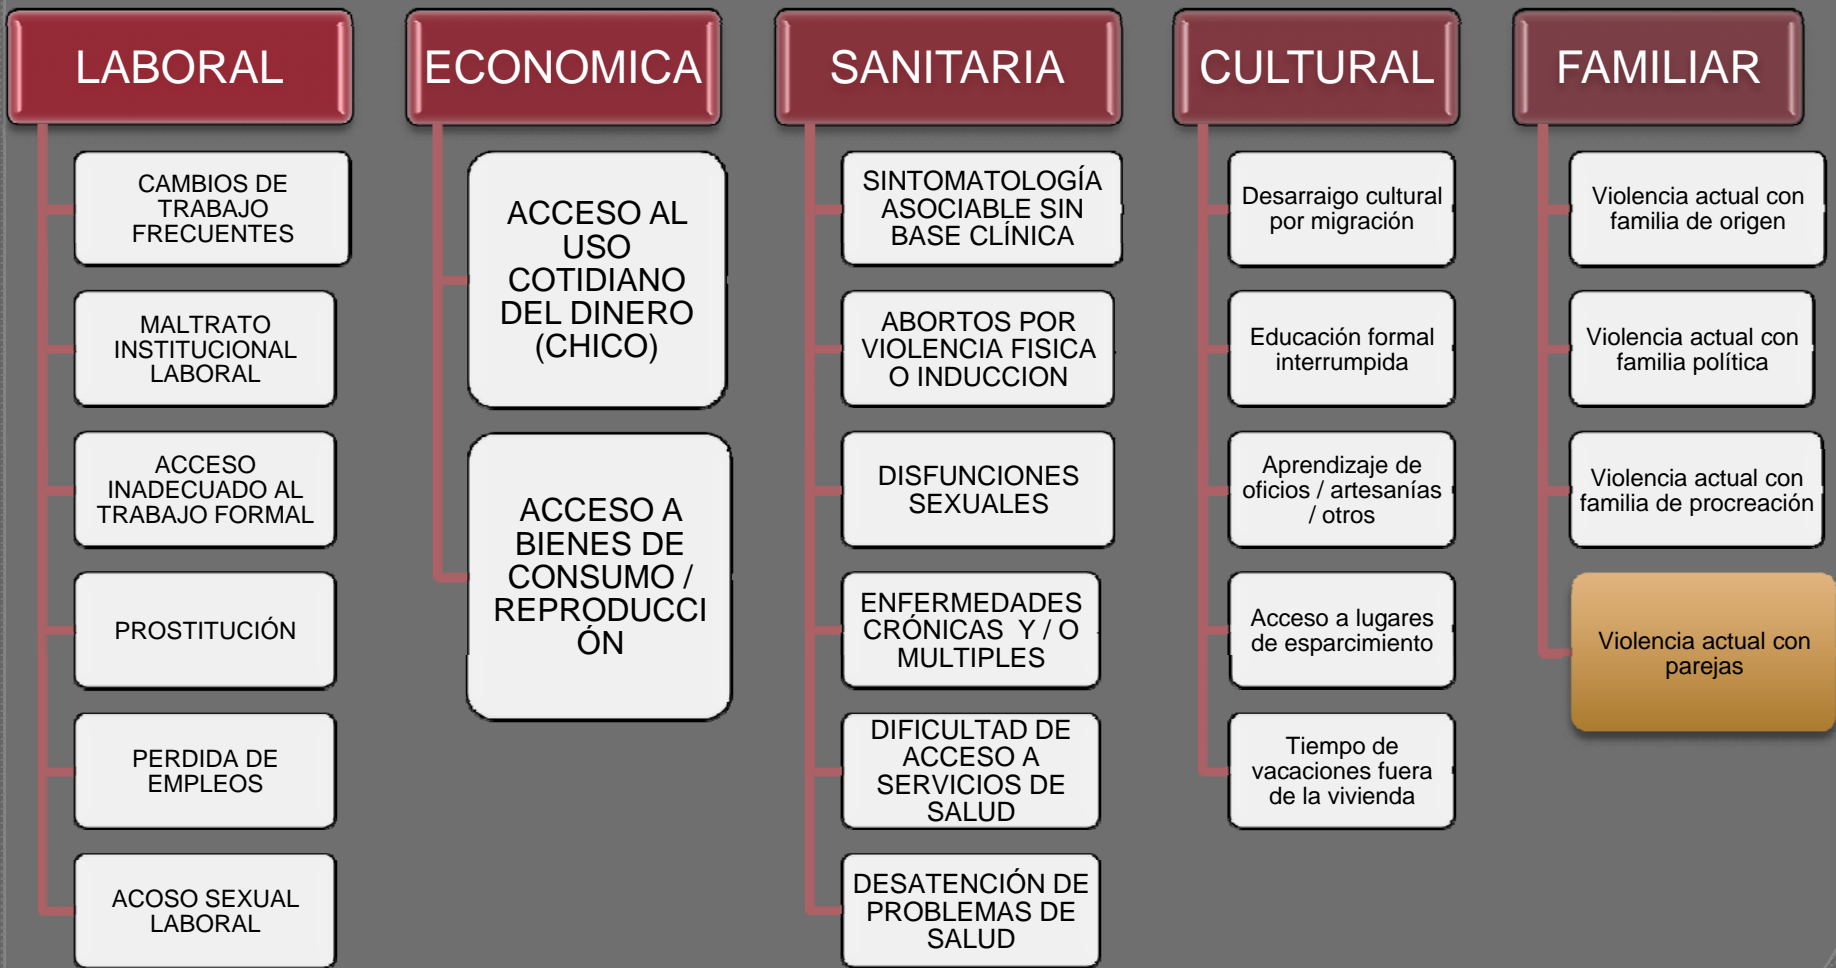 LABORAL
CAMBIOS DE
TRABAJO
FRECUENTES
MALTRATO
INSTITUCIONAL
LABORAL
ACCESO
INADECUADO AL
TRABAJO FORMAL
PROSTITUCIÓN
PERDIDA DE
EMPLEOS
ACOSO SEXUAL
LABORAL
ECONOMICA
ACCESO AL
USO
COTIDIANO
DEL DINERO
(CHICO)
ACCESO A
BIENES DE
CONSUMO /
REPRODUCCI
ÓN
SANITARIA
SINTOMATOLOGÍA
ASOCIABLE SIN
BASE CLÍNICA
ABORTOS POR
VIOLENCIA FISICA
O INDUCCION
DISFUNCIONES
SEXUALES
ENFERMEDADES
CRÓNICAS Y / O
MULTIPLES
DIFICULTAD DE
ACCESO A
SERVICIOS DE
SALUD
DESATENCIÓN DE
PROBLEMAS DE
SALUD
CULTURAL
Desarraigo cultural
por migración
Educación formal
interrumpida
Aprendizaje de
oficios / artesanías
/ otros
Acceso a lugares
de esparcimiento
Tiempo de
vacaciones fuera
de la vivienda
FAMILIAR
Violencia actual con
familia de origen
Violencia actual con
familia política
Violencia actual con
familia de procreación
Violencia actual con
parejas